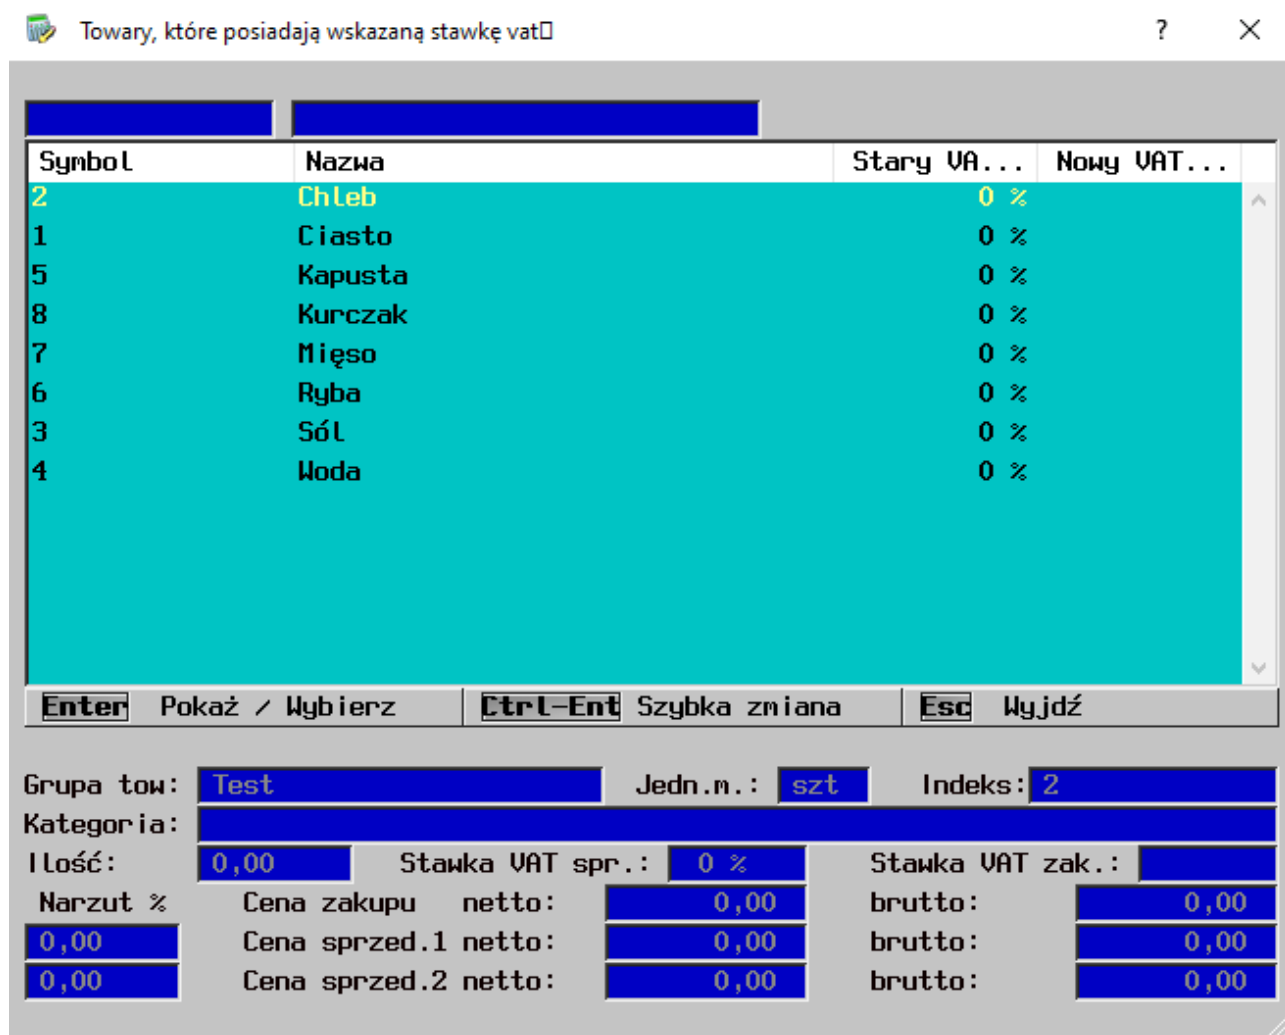 Towary, które posiadają wskazaną stawkę vat
Symbol Nazwa Stary VA... Nowy VAT...
2 Chleb 0 %
1 Ciasto 0 %
5 Kapusta 0 %
8 Kurczak 0 %
7 Mięso 0 %
6 Ryba 0 %
3 Sól 0 %
4 Woda 0 %
Enter Pokaż / Wybierz Ctrl-Ent Szybka zmiana Esc Wyjdź
Grupa tow: Test Jedn.m.: szt Indeks: 2
Kategoria:
Ilość: 0,00 Stawka VAT spr.: 0 % Stawka VAT zak.:
Narzut % Cena zakupu netto: 0,00 brutto: 0,00
0,00 Cena sprzed.1 netto: 0,00 brutto: 0,00
0,00 Cena sprzed.2 netto: 0,00 brutto: 0,00